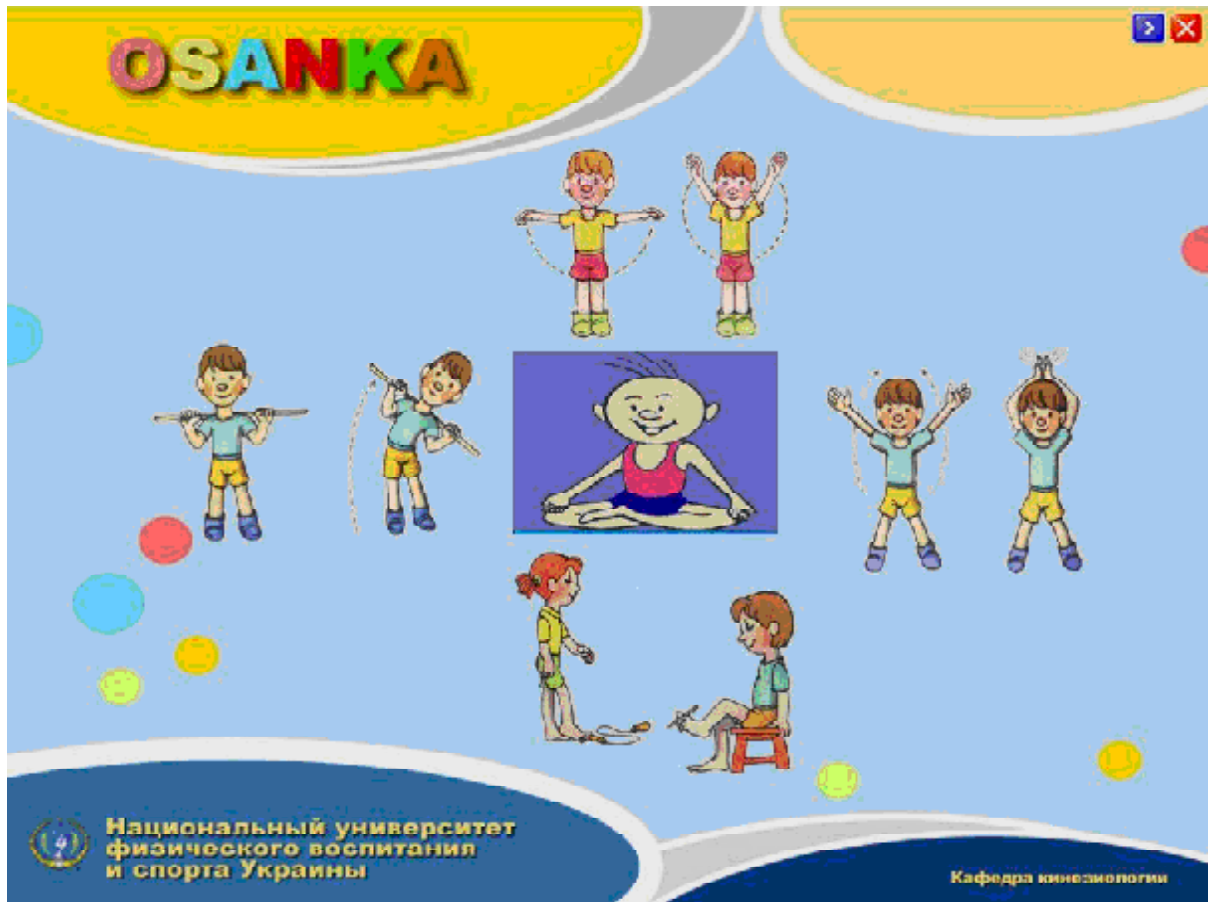 OSANKA
Национальный университет
физического воспитания
и спорта Украины
Кафедра кинезиологии